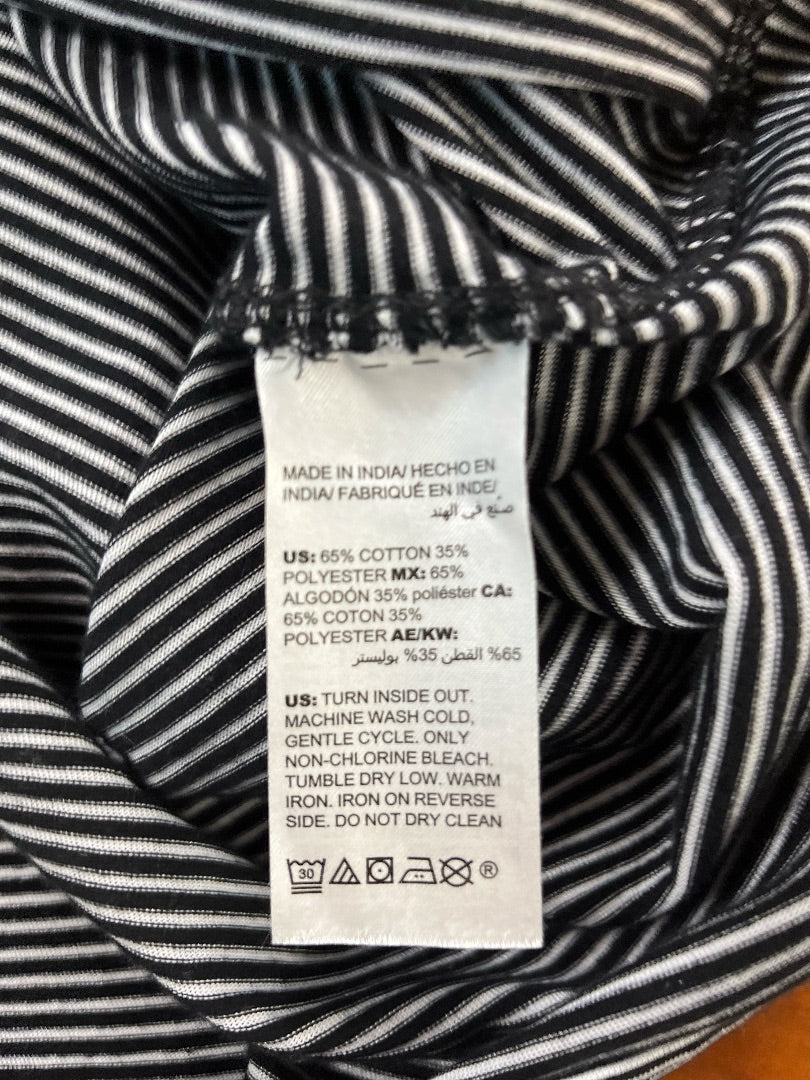 MADE IN INDIA/ HECHO EN
INDIA/ FABRIQUÉ EN INDE/
صنع في الهند
US: 65% COTTON 35%
POLYESTER MX: 65%
ALGODÓN 35% poliéster CA:
65% COTON 35%
POLYESTER AE/KW:
65% القطن 35% بوليستر
US: TURN INSIDE OUT.
MACHINE WASH COLD,
GENTLE CYCLE. ONLY
NON-CHLORINE BLEACH.
TUMBLE DRY LOW. WARM
IRON. IRON ON REVERSE
SIDE. DO NOT DRY CLEAN
30 ®